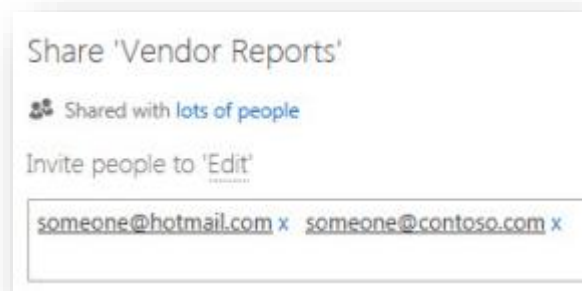 Share 'Vendor Reports'
Shared with lots of people
Invite people to 'Edit'
someone@hotmail.com x someone@contoso.com x